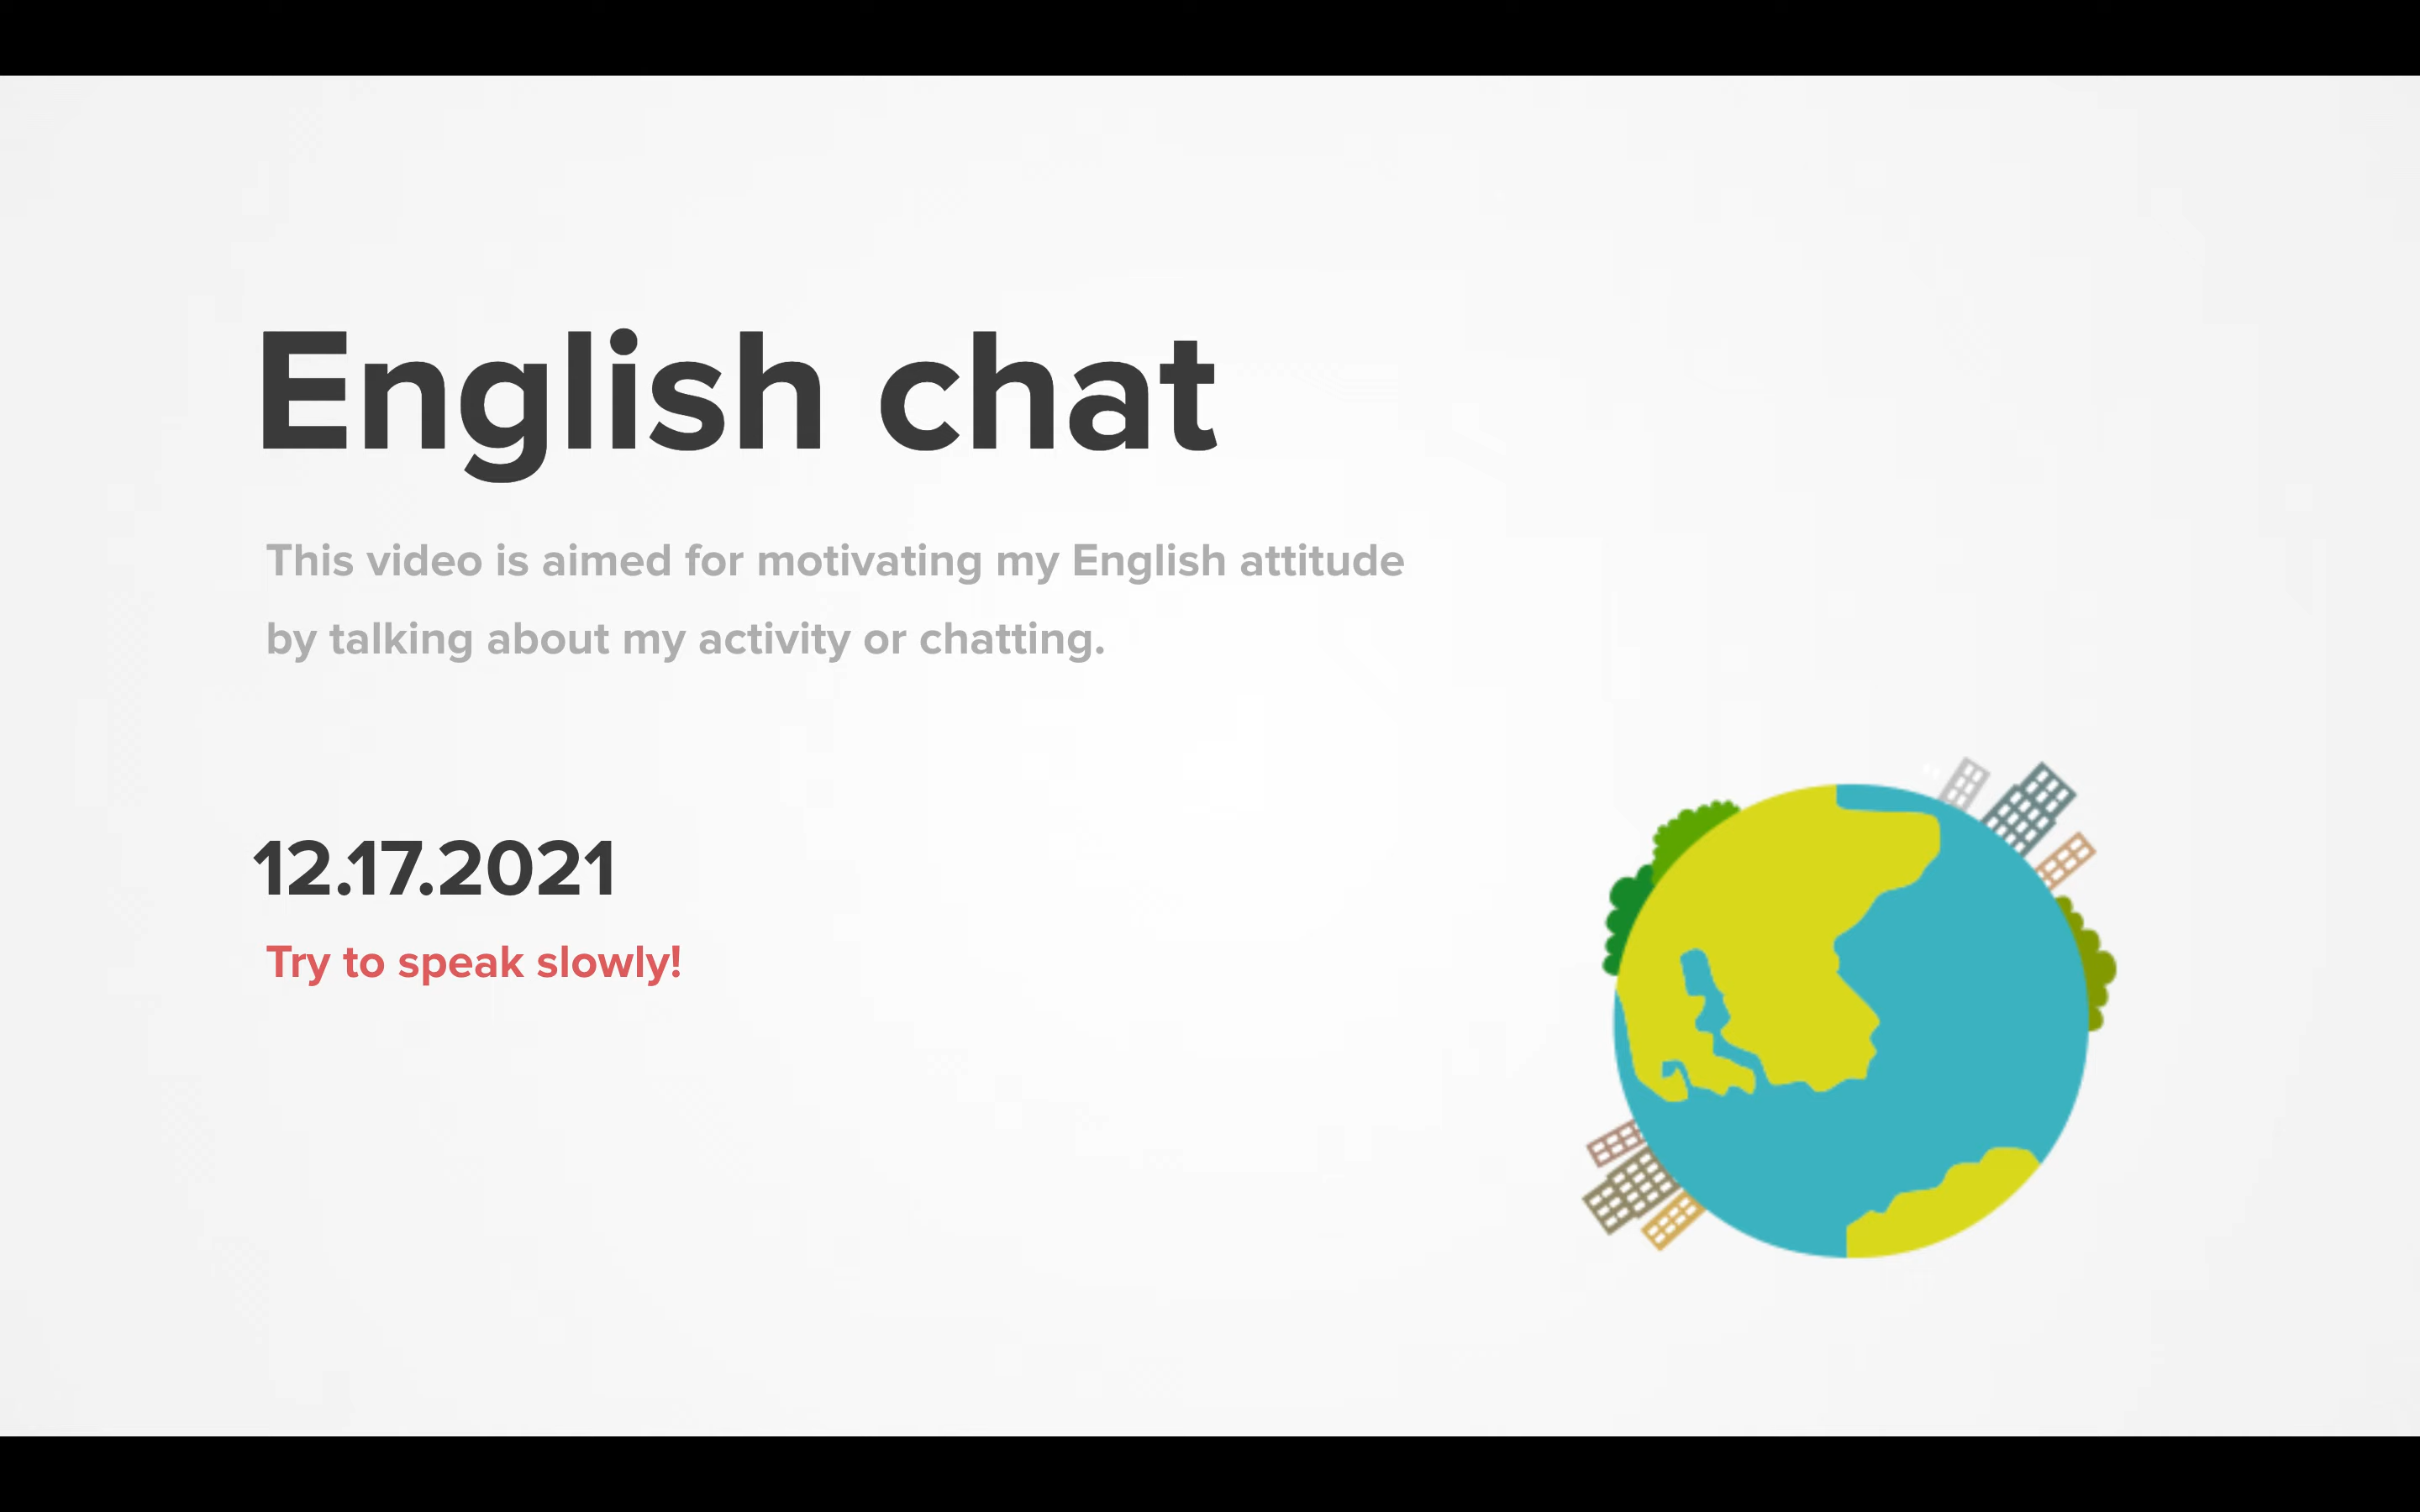 English chat
This video is aimed for motivating my English attitude
by talking about my activity or chatting.
12.17.2021
Try to speak slowly!